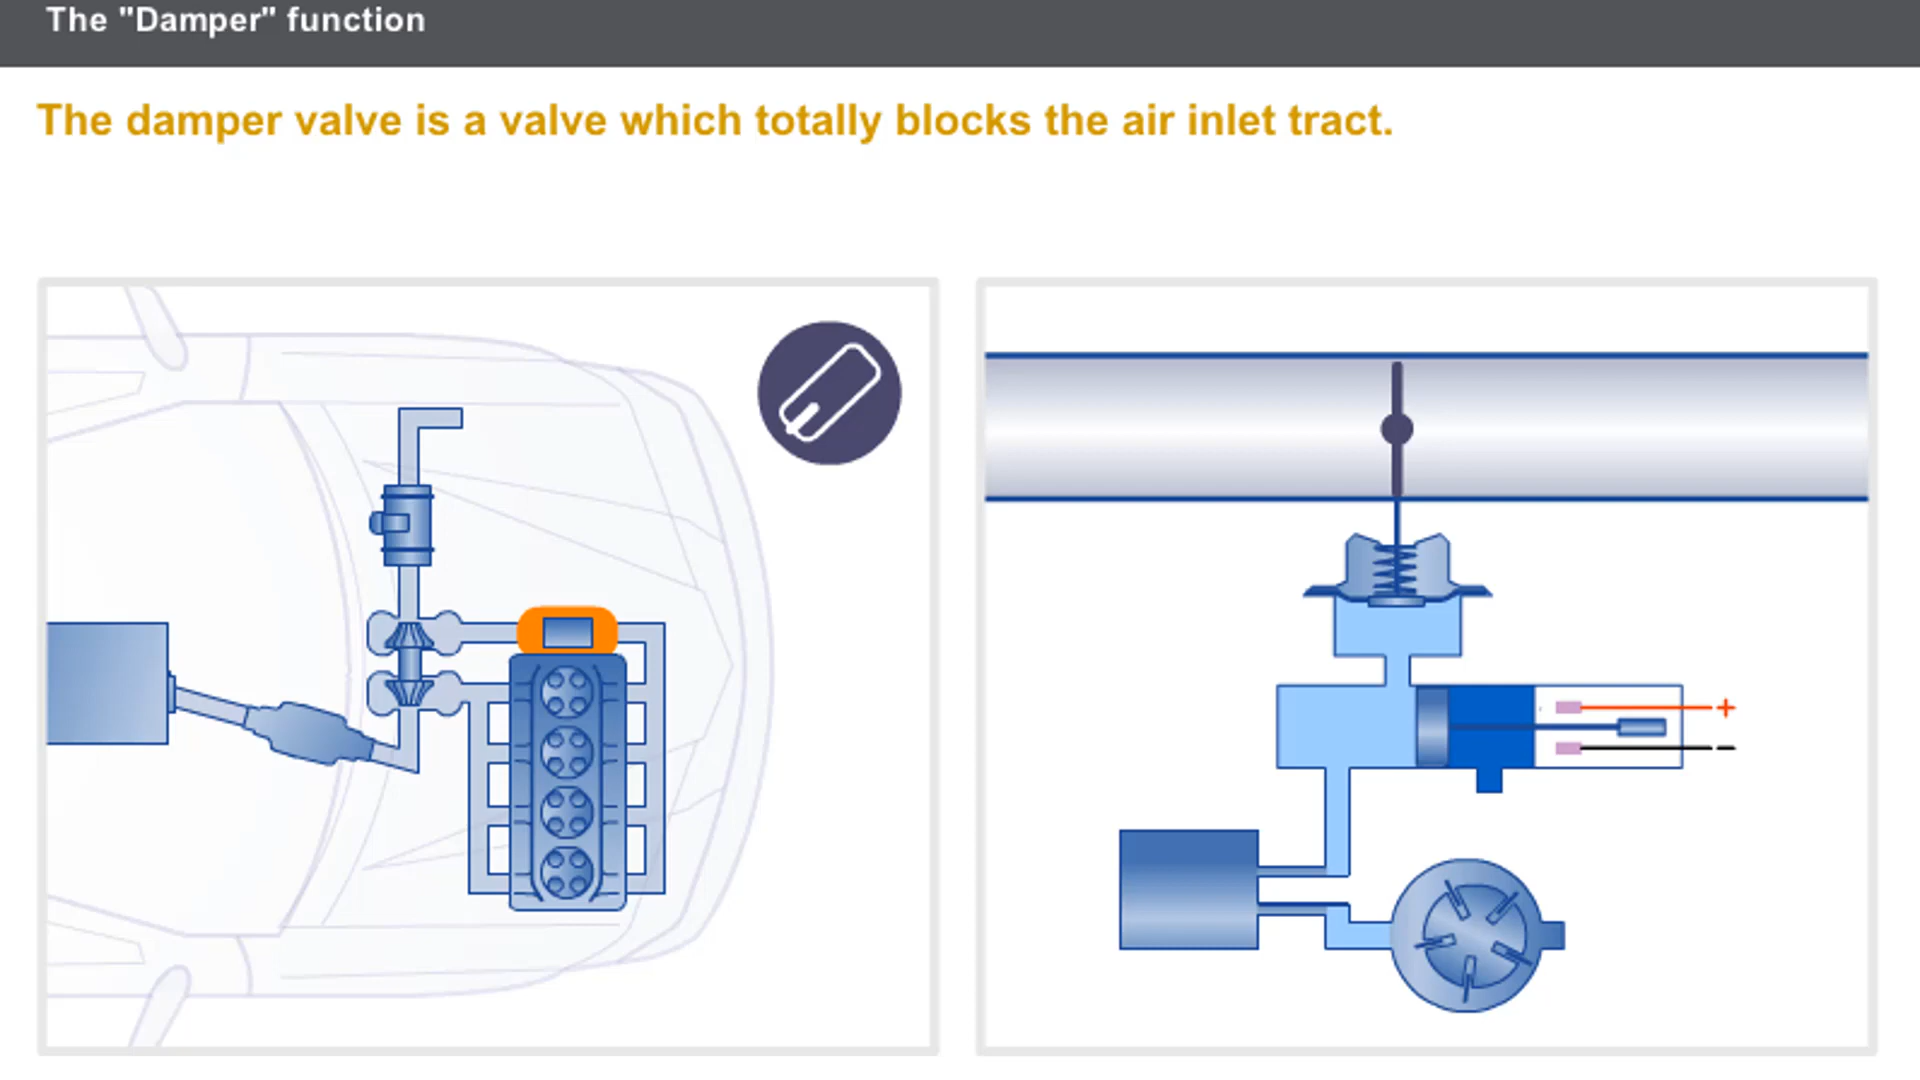 The "Damper" function
The damper valve is a valve which totally blocks the air inlet tract.
+
−